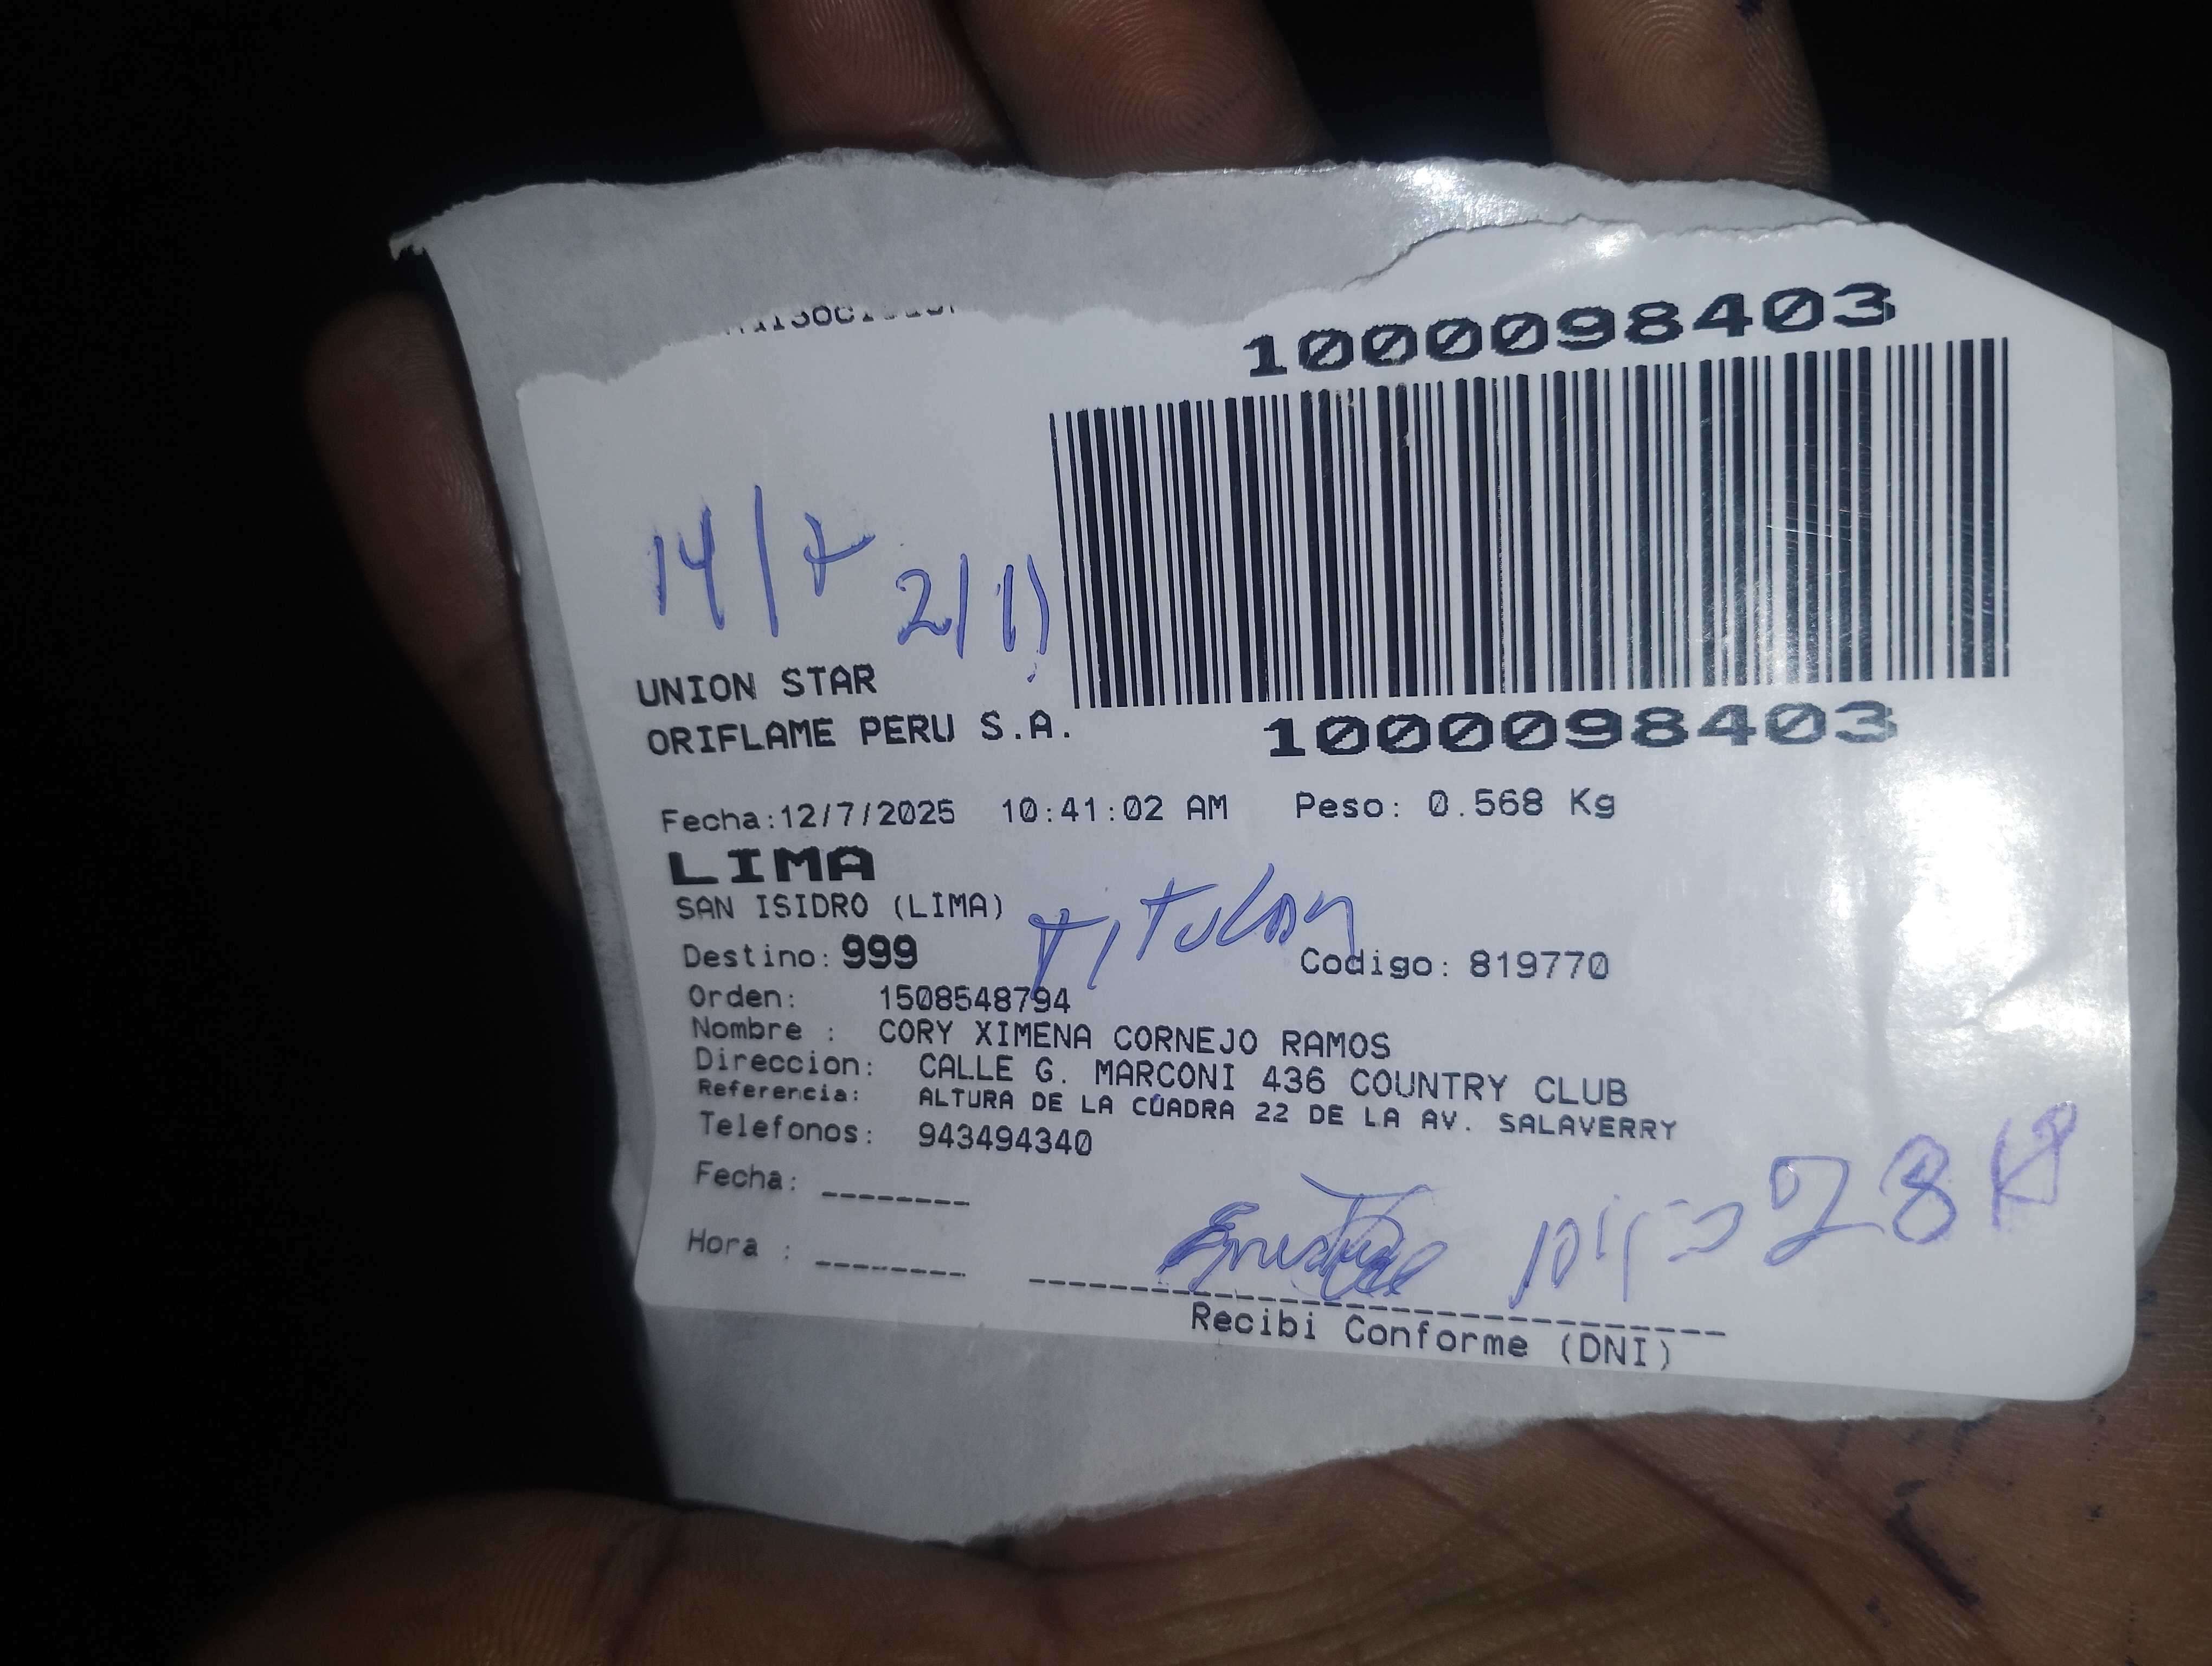 1000098403
14/7
2/1)
UNION STAR
ORIFLAME PERU S.A.
1000098403
Fecha:12/7/2025 10:41:02 AM Peso: 0.568 Kg
LIMA
SAN ISIDRO (LIMA)
Titular
Destino: 999 Codigo: 819770
Orden: 1508548794
Nombre : CORY XIMENA CORNEJO RAMOS
Direccion: CALLE G. MARCONI 436 COUNTRY CLUB
Referencia: ALTURA DE LA CUADRA 22 DE LA AV. SALAVERRY
Telefonos: 943494340
Fecha: --------
Hora : --------
Recibi Conforme (DNI)